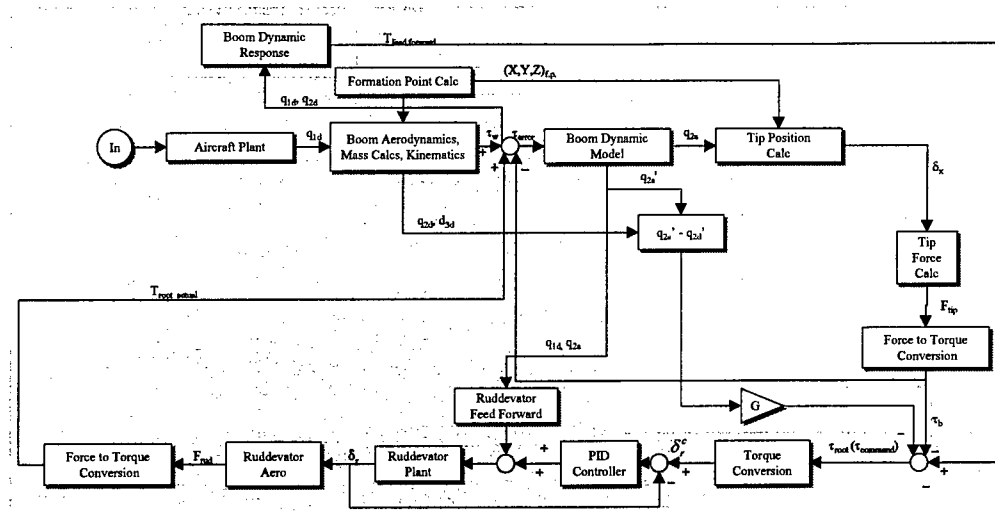 Boom Dynamic
Response
T_feed forward
Formation Point Calc
(X,Y,Z)_f.p.
q_1d, q_2d
In
Aircraft Plant
q_1d
Boom Aerodynamics,
Mass Calcs, Kinematics
τ_w
+
+
−
τ_error
Boom Dynamic
Model
q_2a
Tip Position
Calc
q_2a'
q_2d, d_3d
q_2a' - q_2d'
δ_x
Tip
Force
Calc
F_tip
Force to Torque
Conversion
T_root actual
q_1d, q_2a
Ruddevator
Feed Forward
G
τ_b
Force to Torque
Conversion
F_rud
Ruddevator
Aero
δ_r
Ruddevator
Plant
+
+
PID
Controller
−
+
δ_r^c
Torque
Conversion
τ_root (τ_command)
−
−
+
−